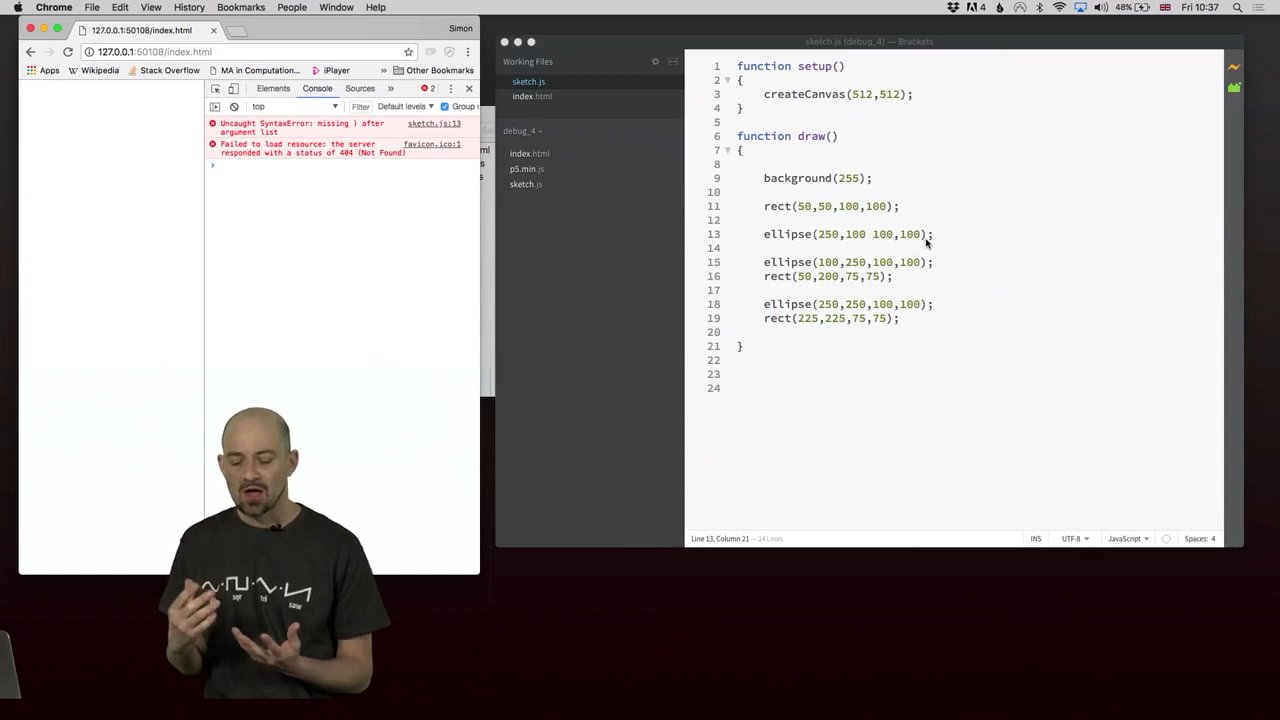 Chrome File Edit View History Bookmarks People Window Help 4 48% Fri 10:37
127.0.0.1:50108/index.html Simon
127.0.0.1:50108/index.html
Apps Wikipedia Stack Overflow MA in Computation... iPlayer » Other Bookmarks
Elements Console Sources » 2
top Filter Default levels Group s
Uncaught SyntaxError: missing ) after sketch.js:13
argument list
Failed to load resource: the server favicon.ico:1
responded with a status of 404 (Not Found)
>
sketch.js (debug_4) — Brackets
Working Files
sketch.js
index.html
debug_4
index.html
p5.min.js
sketch.js
1 function setup()
2 {
3 createCanvas(512,512);
4 }
5
6 function draw()
7 {
8
9 background(255);
10
11 rect(50,50,100,100);
12
13 ellipse(250,100 100,100);
14
15 ellipse(100,250,100,100);
16 rect(50,200,75,75);
17
18 ellipse(250,250,100,100);
19 rect(225,225,75,75);
20
21 }
22
23
24
Line 13, Column 21 — 24 Lines INS UTF-8 JavaScript Spaces: 4
sqr tri saw